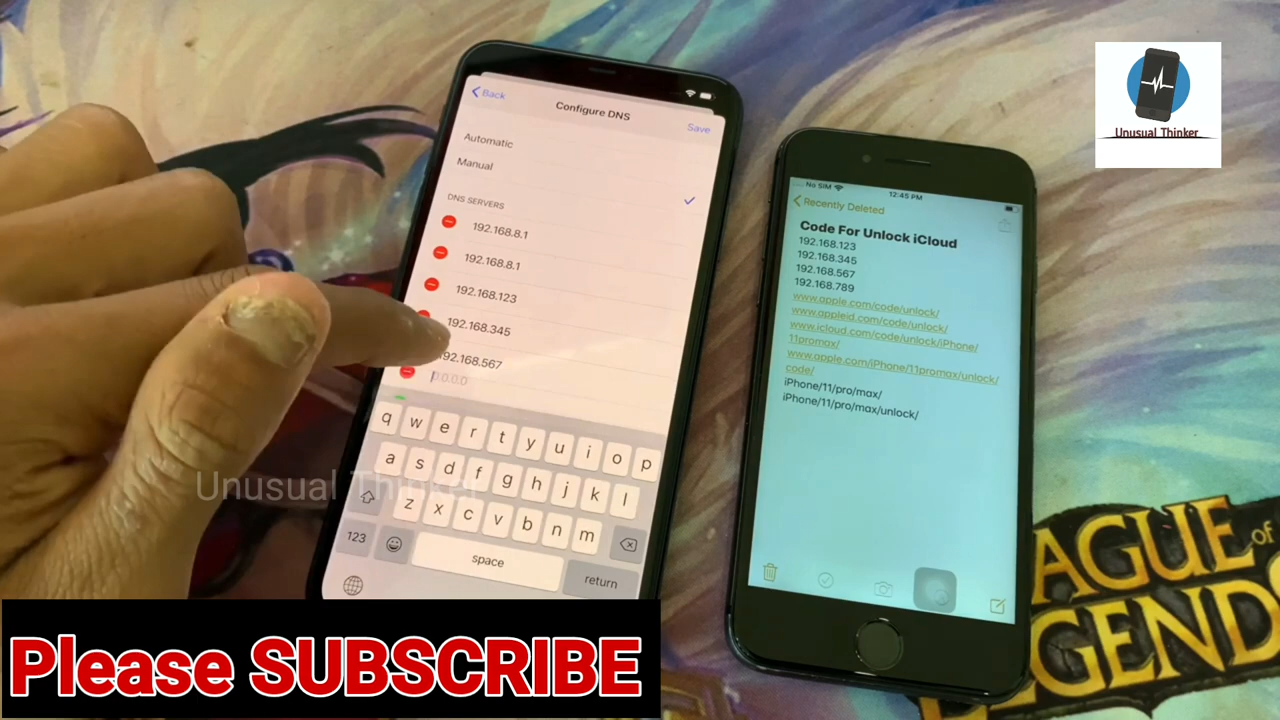 Back
Configure DNS
Save
Automatic
Manual
DNS SERVERS
192.168.8.1
192.168.8.1
192.168.123
192.168.345
192.168.567
0.0.0.0
q w e r t y u i o p
a s d f g h j k l
z x c v b n m
123
space
return
No SIM
12:45 PM
Recently Deleted
Code For Unlock iCloud
192.168.123
192.168.345
192.168.567
192.168.789
www.apple.com/code/unlock/
www.appleid.com/code/unlock/
www.icloud.com/code/unlock/iPhone/
11promax/
www.apple.com/iPhone/11promax/unlock/
code/
iPhone/11/pro/max/
iPhone/11/pro/max/unlock/
Unusual Thinker
Unusual Thinker
LEAGUE of
LEGENDS
Please SUBSCRIBE